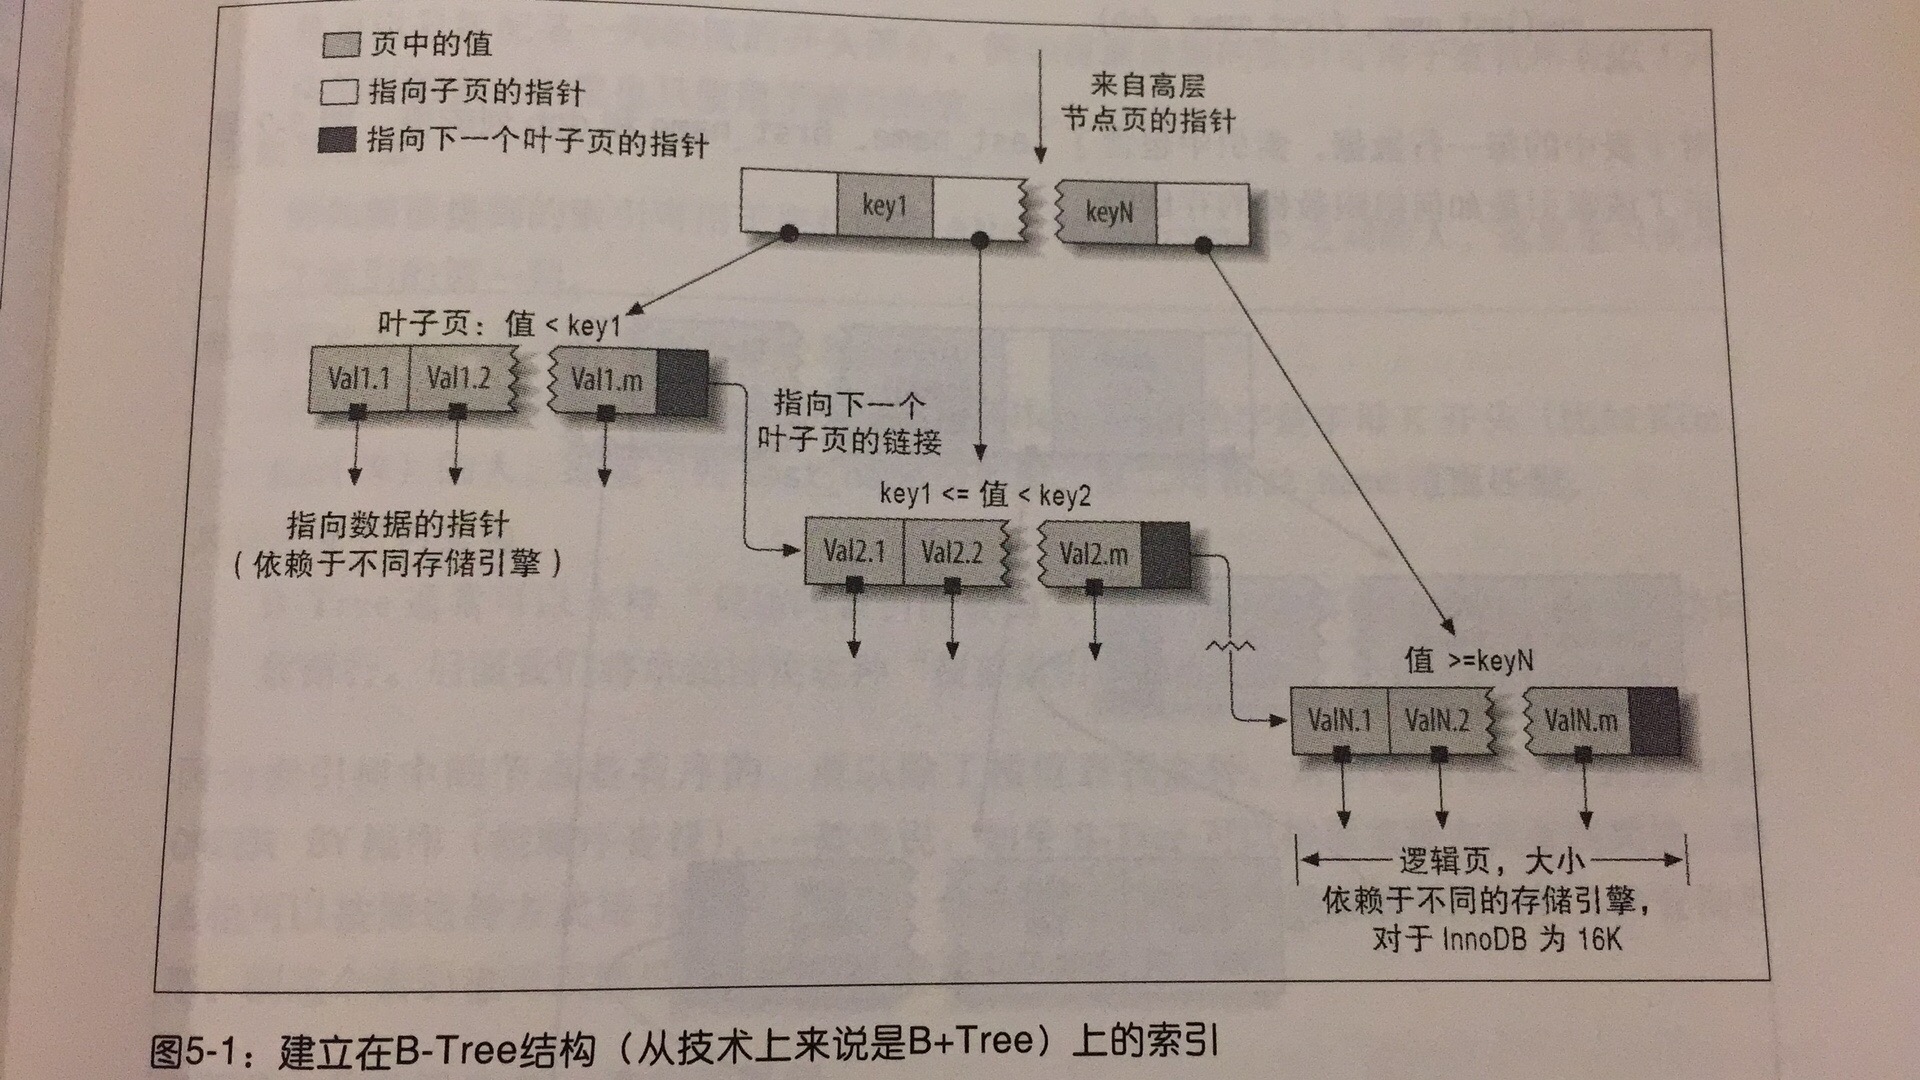 页中的值
指向子页的指针
指向下一个叶子页的指针
来自高层
节点页的指针
key1
keyN
叶子页：值 < key1
Val1.1
Val1.2
Val1.m
指向下一个
叶子页的链接
指向数据的指针
（依赖于不同存储引擎）
key1 <= 值 < key2
Val2.1
Val2.2
Val2.m
值 >=keyN
ValN.1
ValN.2
ValN.m
逻辑页，大小
依赖于不同的存储引擎，
对于 InnoDB 为 16K
图5-1：建立在B-Tree结构（从技术上来说是B+Tree）上的索引